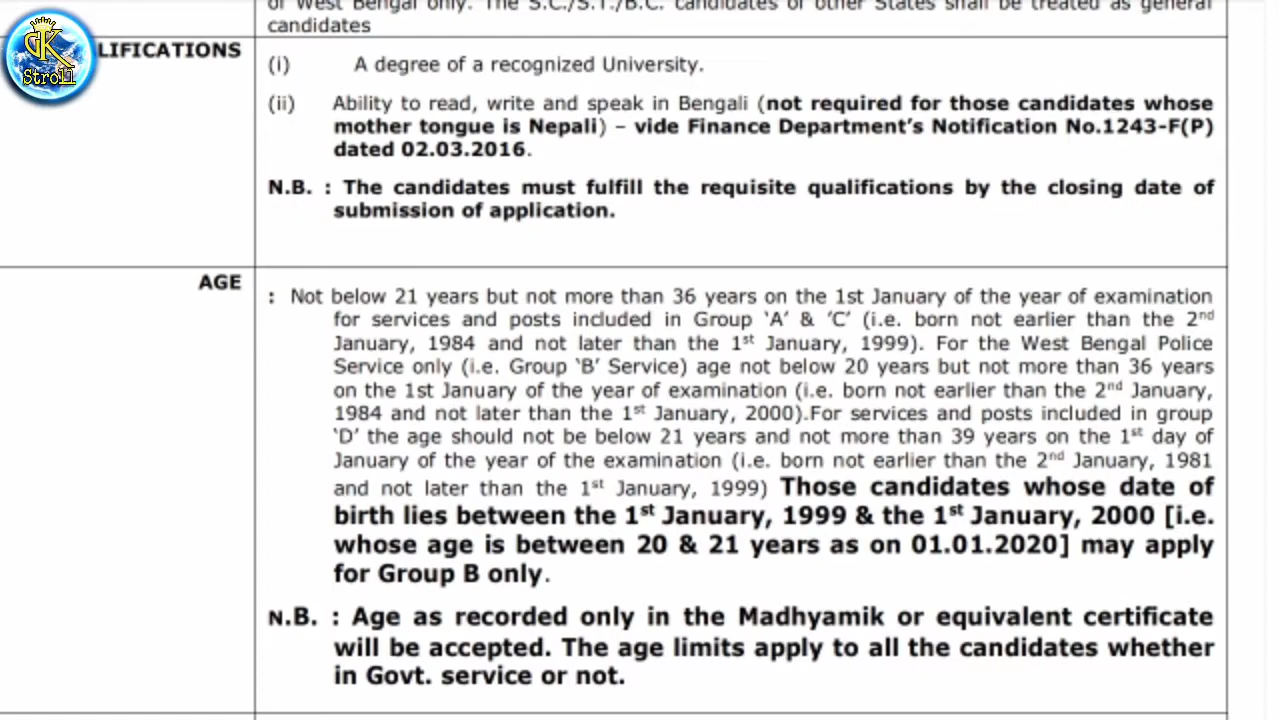 of West Bengal only. The S.C./S.T./B.C. candidates of other States shall be treated as general
candidates
GK
Stroll
LIFICATIONS
(i) A degree of a recognized University.
(ii) Ability to read, write and speak in Bengali (not required for those candidates whose
mother tongue is Nepali) – vide Finance Department's Notification No.1243-F(P)
dated 02.03.2016.
N.B. : The candidates must fulfill the requisite qualifications by the closing date of
submission of application.
AGE
: Not below 21 years but not more than 36 years on the 1st January of the year of examination
for services and posts included in Group 'A' & 'C' (i.e. born not earlier than the 2nd
January, 1984 and not later than the 1st January, 1999). For the West Bengal Police
Service only (i.e. Group 'B' Service) age not below 20 years but not more than 36 years
on the 1st January of the year of examination (i.e. born not earlier than the 2nd January,
1984 and not later than the 1st January, 2000).For services and posts included in group
'D' the age should not be below 21 years and not more than 39 years on the 1st day of
January of the year of the examination (i.e. born not earlier than the 2nd January, 1981
and not later than the 1st January, 1999) Those candidates whose date of
birth lies between the 1st January, 1999 & the 1st January, 2000 [i.e.
whose age is between 20 & 21 years as on 01.01.2020] may apply
for Group B only.
N.B. : Age as recorded only in the Madhyamik or equivalent certificate
will be accepted. The age limits apply to all the candidates whether
in Govt. service or not.